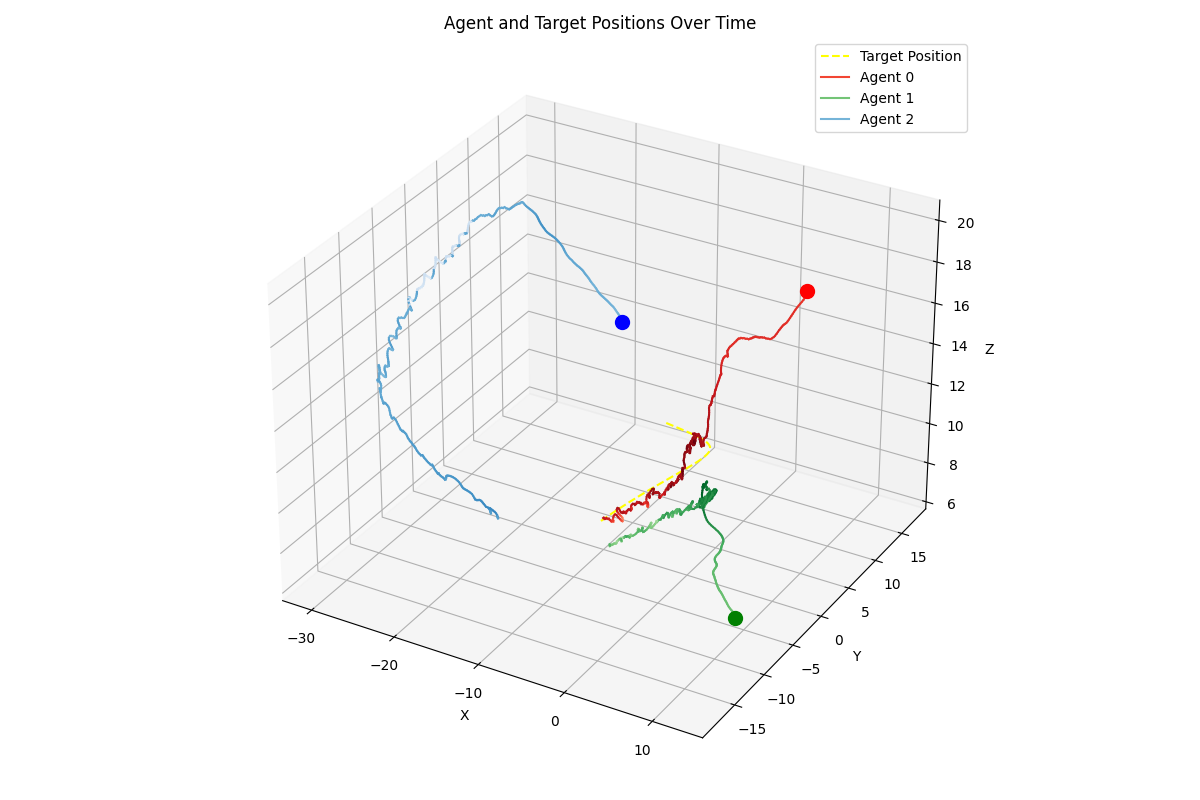 Agent and Target Positions Over Time
Target Position
Agent 0
Agent 1
Agent 2
20
18
16
14
12
10
8
6
Z
15
10
5
0
−5
−10
−15
Y
−30
−20
−10
0
10
X